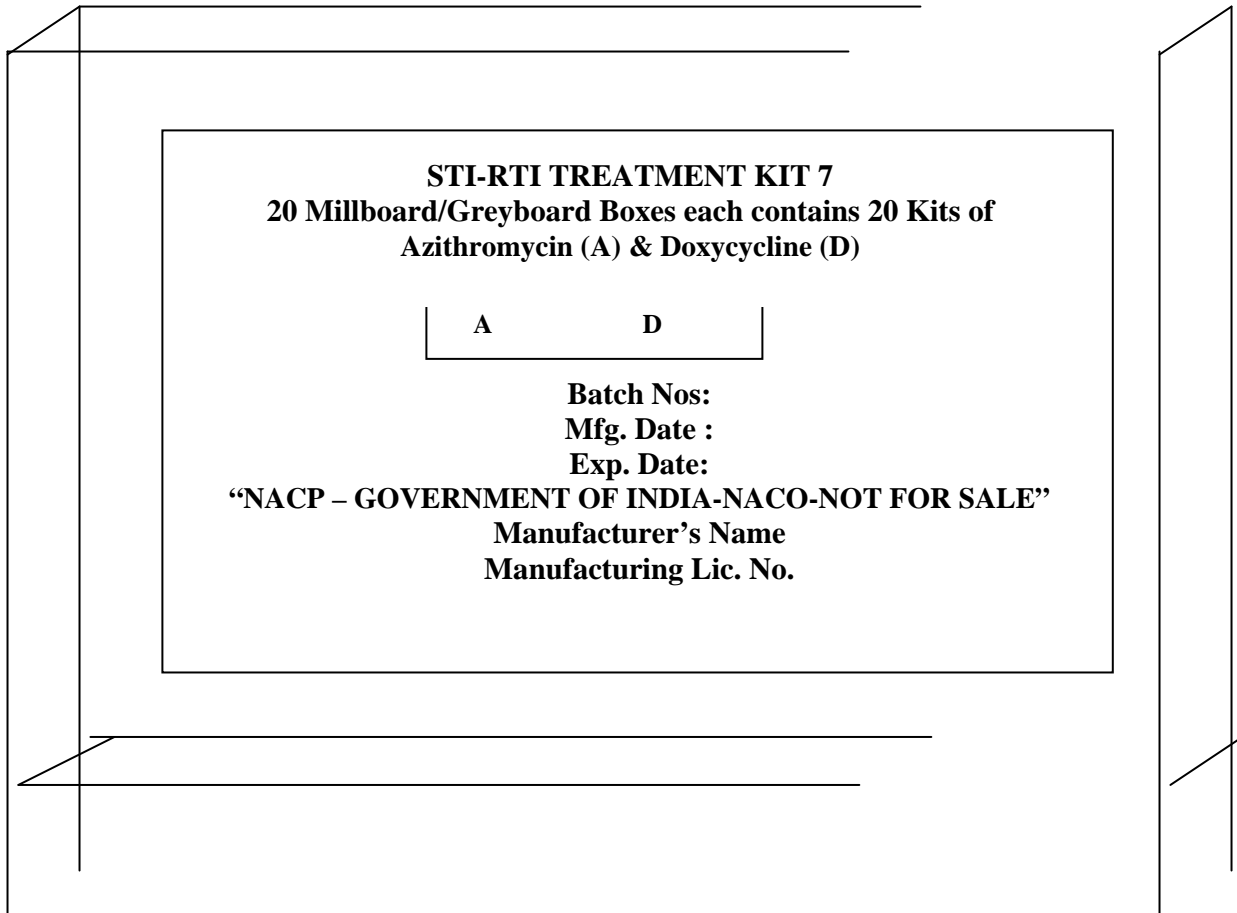 STI-RTI TREATMENT KIT 7
20 Millboard/Greyboard Boxes each contains 20 Kits of
Azithromycin (A) & Doxycycline (D)
A D
Batch Nos:
Mfg. Date :
Exp. Date:
“NACP – GOVERNMENT OF INDIA-NACO-NOT FOR SALE”
Manufacturer’s Name
Manufacturing Lic. No.